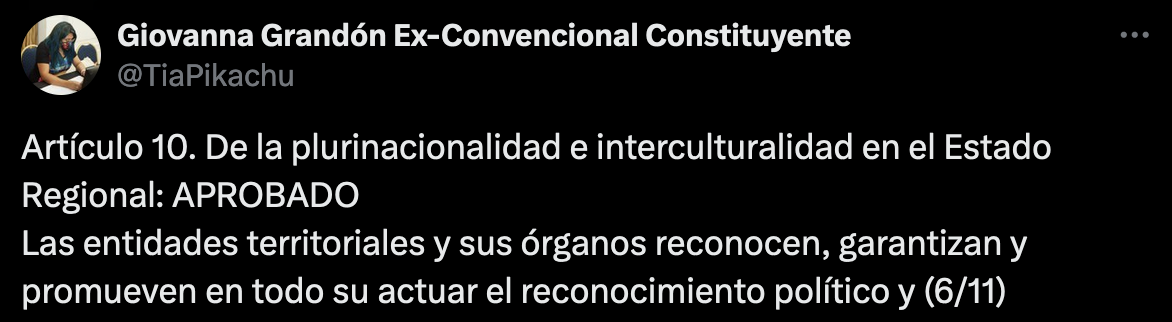 Giovanna Grandón Ex-Convencional Constituyente
@TiaPikachu
Artículo 10. De la plurinacionalidad e interculturalidad en el Estado
Regional: APROBADO
Las entidades territoriales y sus órganos reconocen, garantizan y
promueven en todo su actuar el reconocimiento político y (6/11)